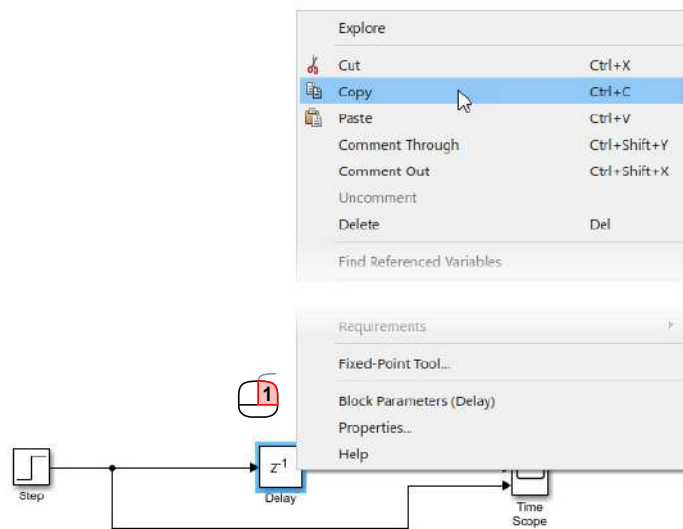 Explore
Cut Ctrl+X
Copy Ctrl+C
Paste Ctrl+V
Comment Through Ctrl+Shift+Y
Comment Out Ctrl+Shift+X
Uncomment
Delete Del
Find Referenced Variables
Requirements
Fixed-Point Tool...
1
Block Parameters (Delay)
Properties...
Help
z-1
Step
Delay
Time
Scope